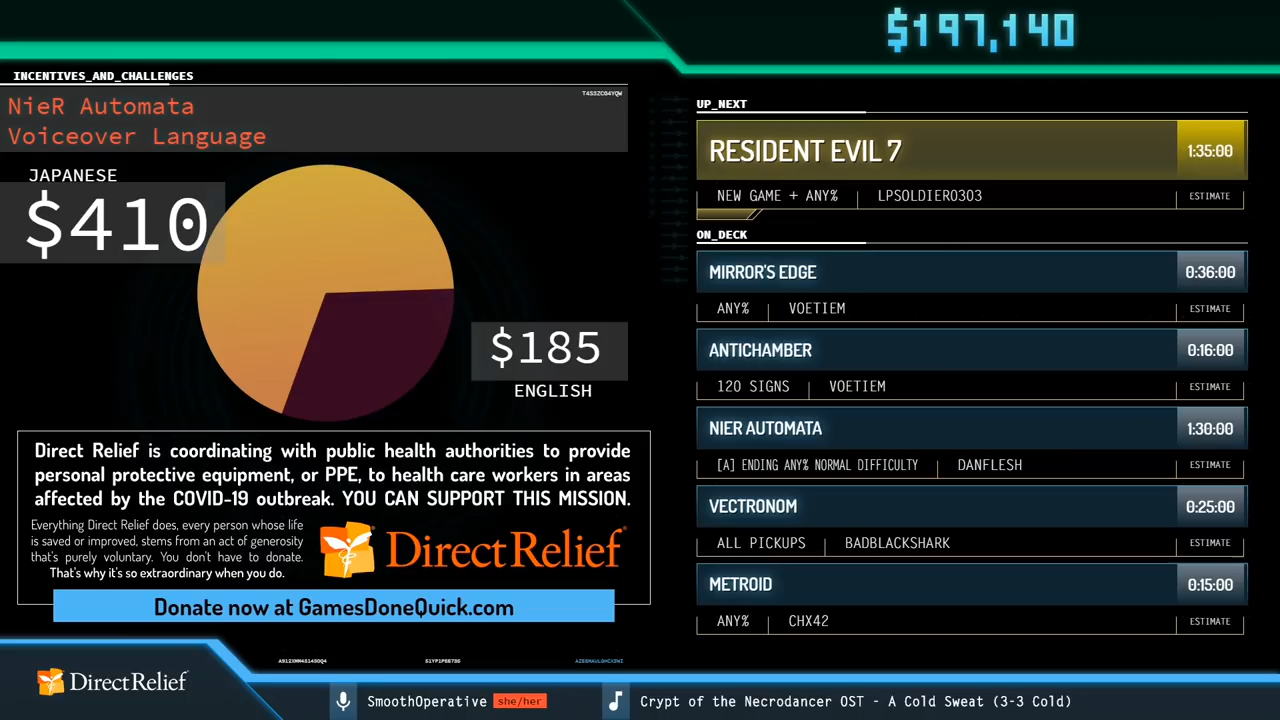 $197,140
INCENTIVES_AND_CHALLENGES
T4S3ZC04YQW
NieR Automata
Voiceover Language
JAPANESE
$410
$185
ENGLISH
Direct Relief is coordinating with public health authorities to provide
personal protective equipment, or PPE, to health care workers in areas
affected by the COVID-19 outbreak. YOU CAN SUPPORT THIS MISSION.
Everything Direct Relief does, every person whose life
is saved or improved, stems from an act of generosity
that's purely voluntary. You don't have to donate.
That's why it's so extraordinary when you do.
DirectRelief
Donate now at GamesDoneQuick.com
UP_NEXT
RESIDENT EVIL 7 1:35:00
NEW GAME + ANY% LPSOLDIER0303 ESTIMATE
ON_DECK
MIRROR'S EDGE 0:36:00
ANY% VOETIEM ESTIMATE
ANTICHAMBER 0:16:00
120 SIGNS VOETIEM ESTIMATE
NIER AUTOMATA 1:30:00
[A] ENDING ANY% NORMAL DIFFICULTY DANFLESH ESTIMATE
VECTRONOM 0:25:00
ALL PICKUPS BADBLACKSHARK ESTIMATE
METROID 0:15:00
ANY% CHX42 ESTIMATE
DirectRelief
SmoothOperative she/her
Crypt of the Necrodancer OST - A Cold Sweat (3-3 Cold)